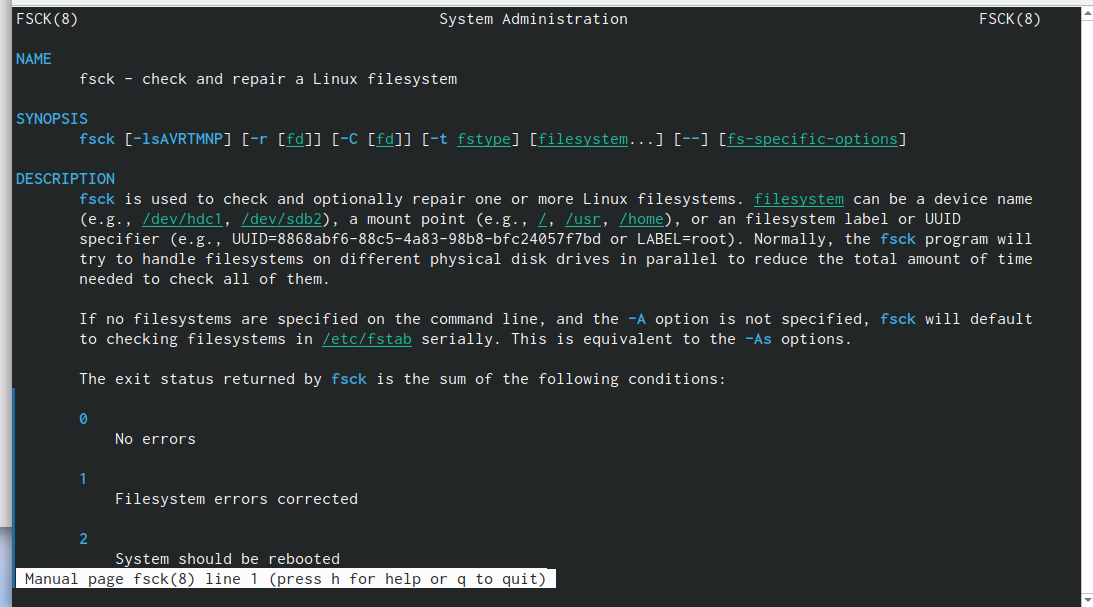 FSCK(8) System Administration FSCK(8)
NAME
fsck - check and repair a Linux filesystem
SYNOPSIS
fsck [-lsAVRTMNP] [-r [fd]] [-C [fd]] [-t fstype] [filesystem...] [--] [fs-specific-options]
DESCRIPTION
fsck is used to check and optionally repair one or more Linux filesystems. filesystem can be a device name
(e.g., /dev/hdc1, /dev/sdb2), a mount point (e.g., /, /usr, /home), or an filesystem label or UUID
specifier (e.g., UUID=8868abf6-88c5-4a83-98b8-bfc24057f7bd or LABEL=root). Normally, the fsck program will
try to handle filesystems on different physical disk drives in parallel to reduce the total amount of time
needed to check all of them.
If no filesystems are specified on the command line, and the -A option is not specified, fsck will default
to checking filesystems in /etc/fstab serially. This is equivalent to the -As options.
The exit status returned by fsck is the sum of the following conditions:
0
No errors
1
Filesystem errors corrected
2
System should be rebooted
Manual page fsck(8) line 1 (press h for help or q to quit)